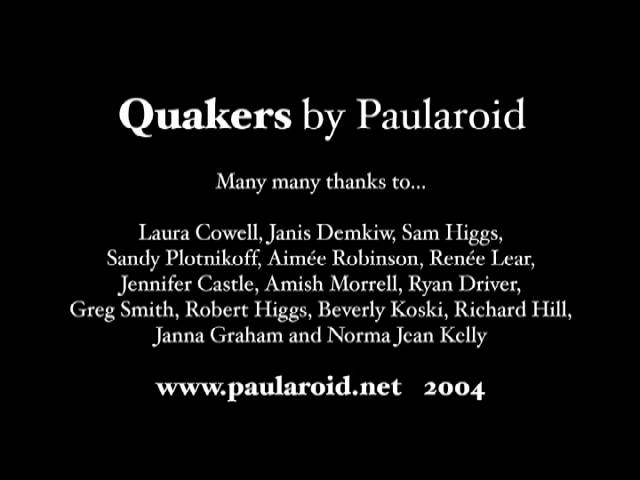 Quakers by Paularoid
Many many thanks to...
Laura Cowell, Janis Demkiw, Sam Higgs,
Sandy Plotnikoff, Aimée Robinson, Renée Lear,
Jennifer Castle, Amish Morrell, Ryan Driver,
Greg Smith, Robert Higgs, Beverly Koski, Richard Hill,
Janna Graham and Norma Jean Kelly
www.paularoid.net 2004